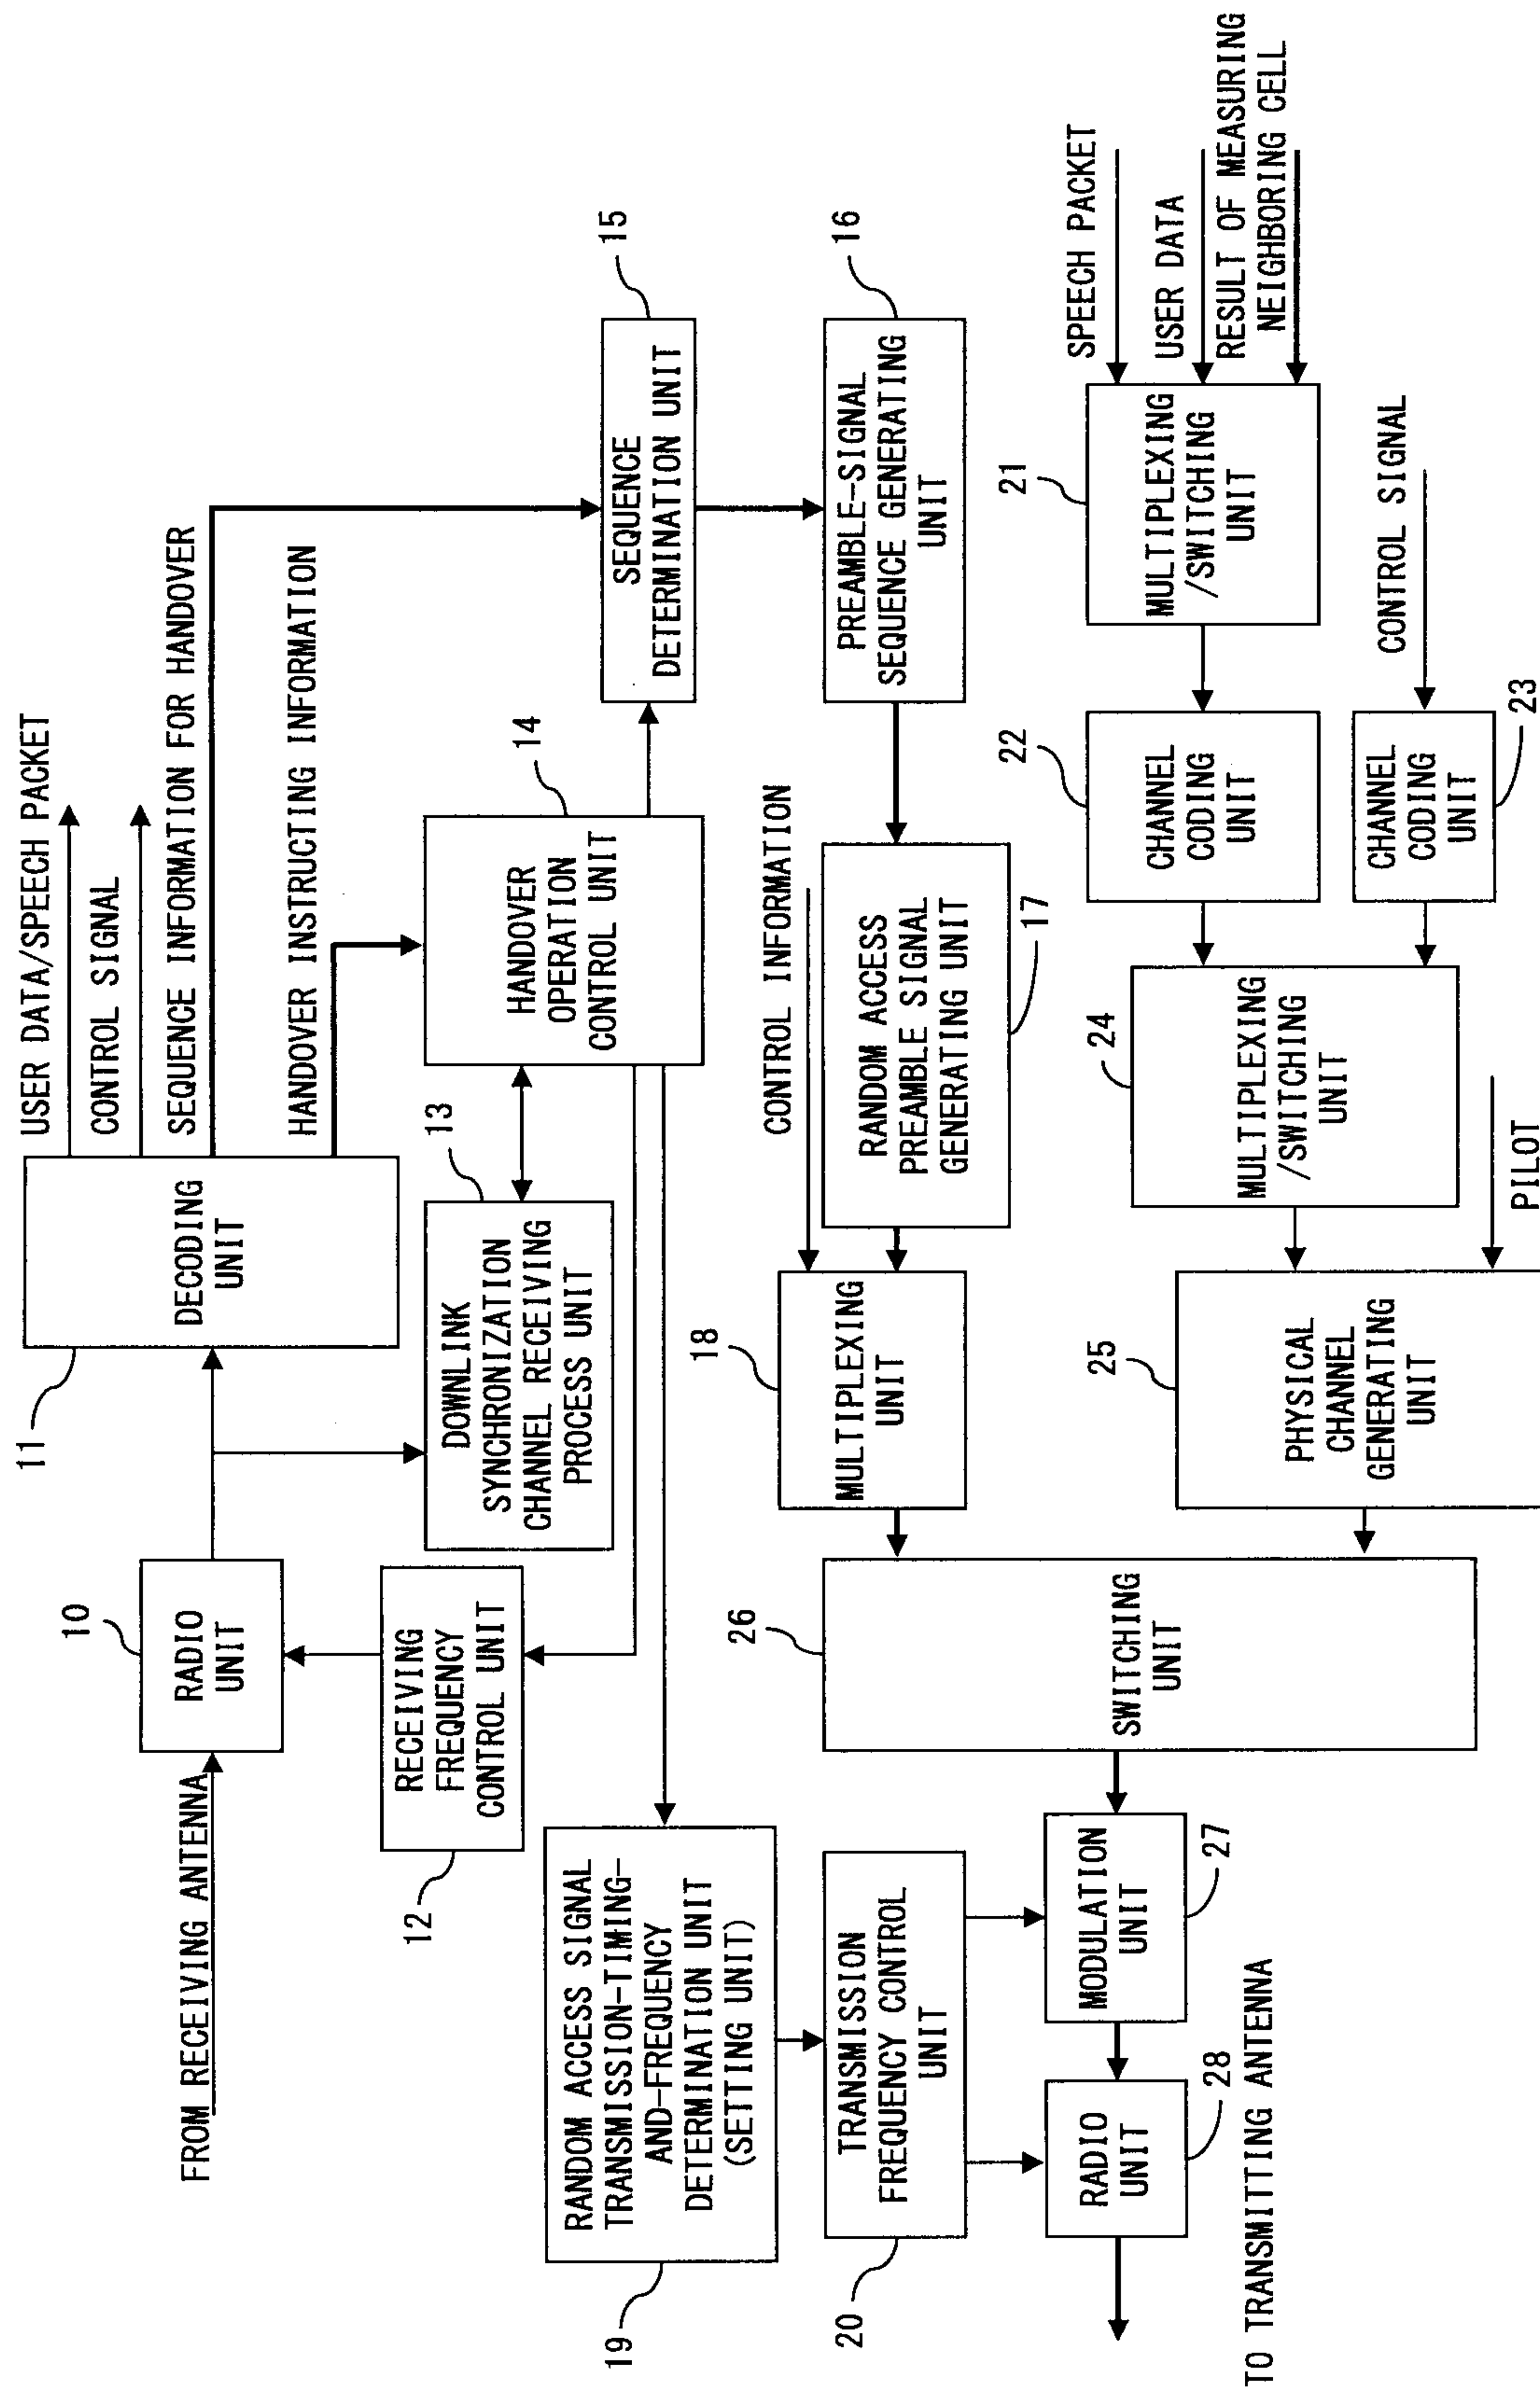 FROM RECEIVING ANTENNA
10
RADIO
UNIT
11
DECODING
UNIT
USER DATA/SPEECH PACKET
CONTROL SIGNAL
SEQUENCE INFORMATION FOR HANDOVER
HANDOVER INSTRUCTING INFORMATION
12
RECEIVING
FREQUENCY
CONTROL UNIT
13
DOWNLINK
SYNCHRONIZATION
CHANNEL RECEIVING
PROCESS UNIT
14
HANDOVER
OPERATION
CONTROL UNIT
15
SEQUENCE
DETERMINATION UNIT
16
PREAMBLE-SIGNAL
SEQUENCE GENERATING
UNIT
CONTROL INFORMATION
17
RANDOM ACCESS
PREAMBLE SIGNAL
GENERATING UNIT
18
MULTIPLEXING
UNIT
19
RANDOM ACCESS SIGNAL
TRANSMISSION-TIMING-
AND-FREQUENCY
DETERMINATION UNIT
(SETTING UNIT)
20
TRANSMISSION
FREQUENCY CONTROL
UNIT
SPEECH PACKET
USER DATA
RESULT OF MEASURING
NEIGHBORING CELL
21
MULTIPLEXING
/SWITCHING
UNIT
22
CHANNEL
CODING
UNIT
CONTROL SIGNAL
23
CHANNEL
CODING
UNIT
24
MULTIPLEXING
/SWITCHING
UNIT
PILOT
25
PHYSICAL
CHANNEL
GENERATING
UNIT
26
SWITCHING
UNIT
27
MODULATION
UNIT
28
RADIO
UNIT
TO TRANSMITTING ANTENNA